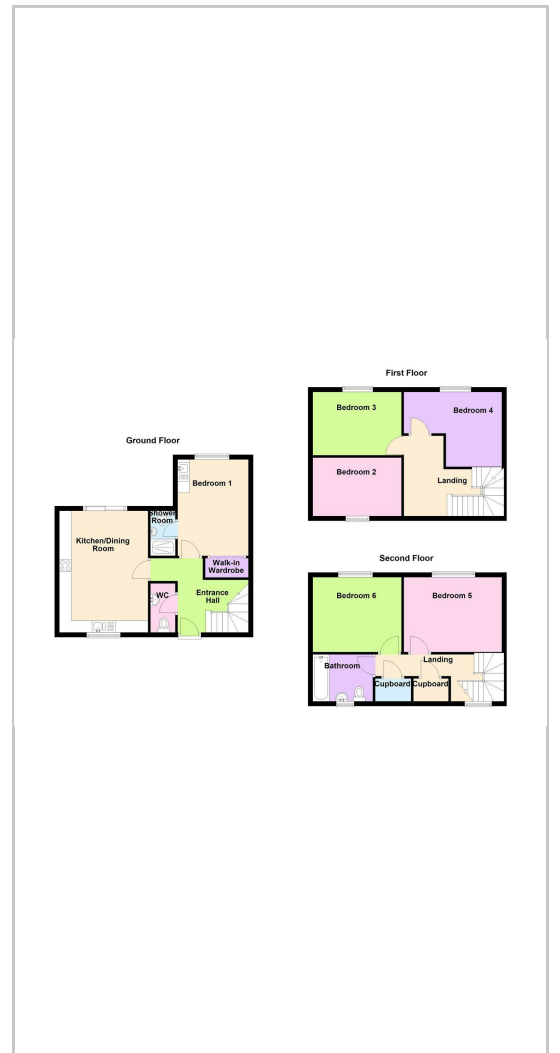 Ground Floor
Bedroom 1
Shower
Room
Kitchen/Dining
Room
Walk-in
Wardrobe
WC
Entrance
Hall
First Floor
Bedroom 3
Bedroom 4
Bedroom 2
Landing
Second Floor
Bedroom 6
Bedroom 5
Bathroom
Landing
Cupboard
Cupboard